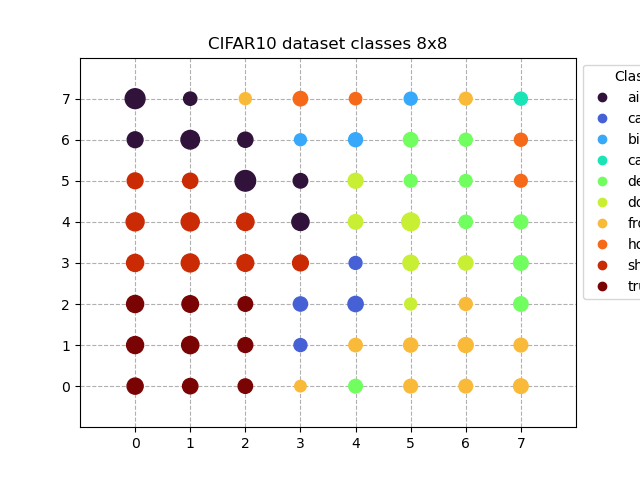 CIFAR10 dataset classes 8x8
Clas
ai
ca
bi
ca
de
do
fro
ho
sh
tru
7
6
5
4
3
2
1
0
0 1 2 3 4 5 6 7